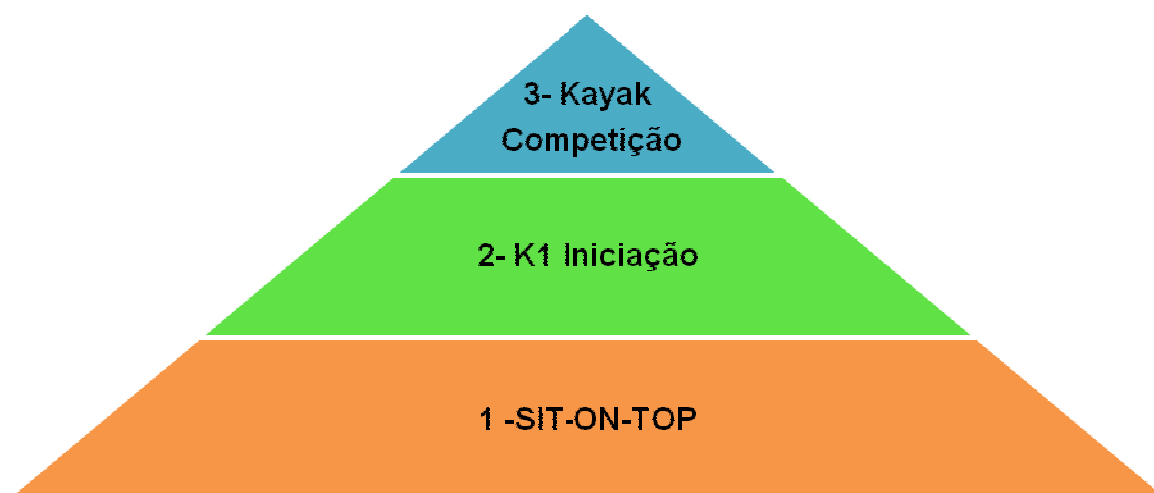 3- Kayak
Competição
2- K1 Iniciação
1 -SIT-ON-TOP